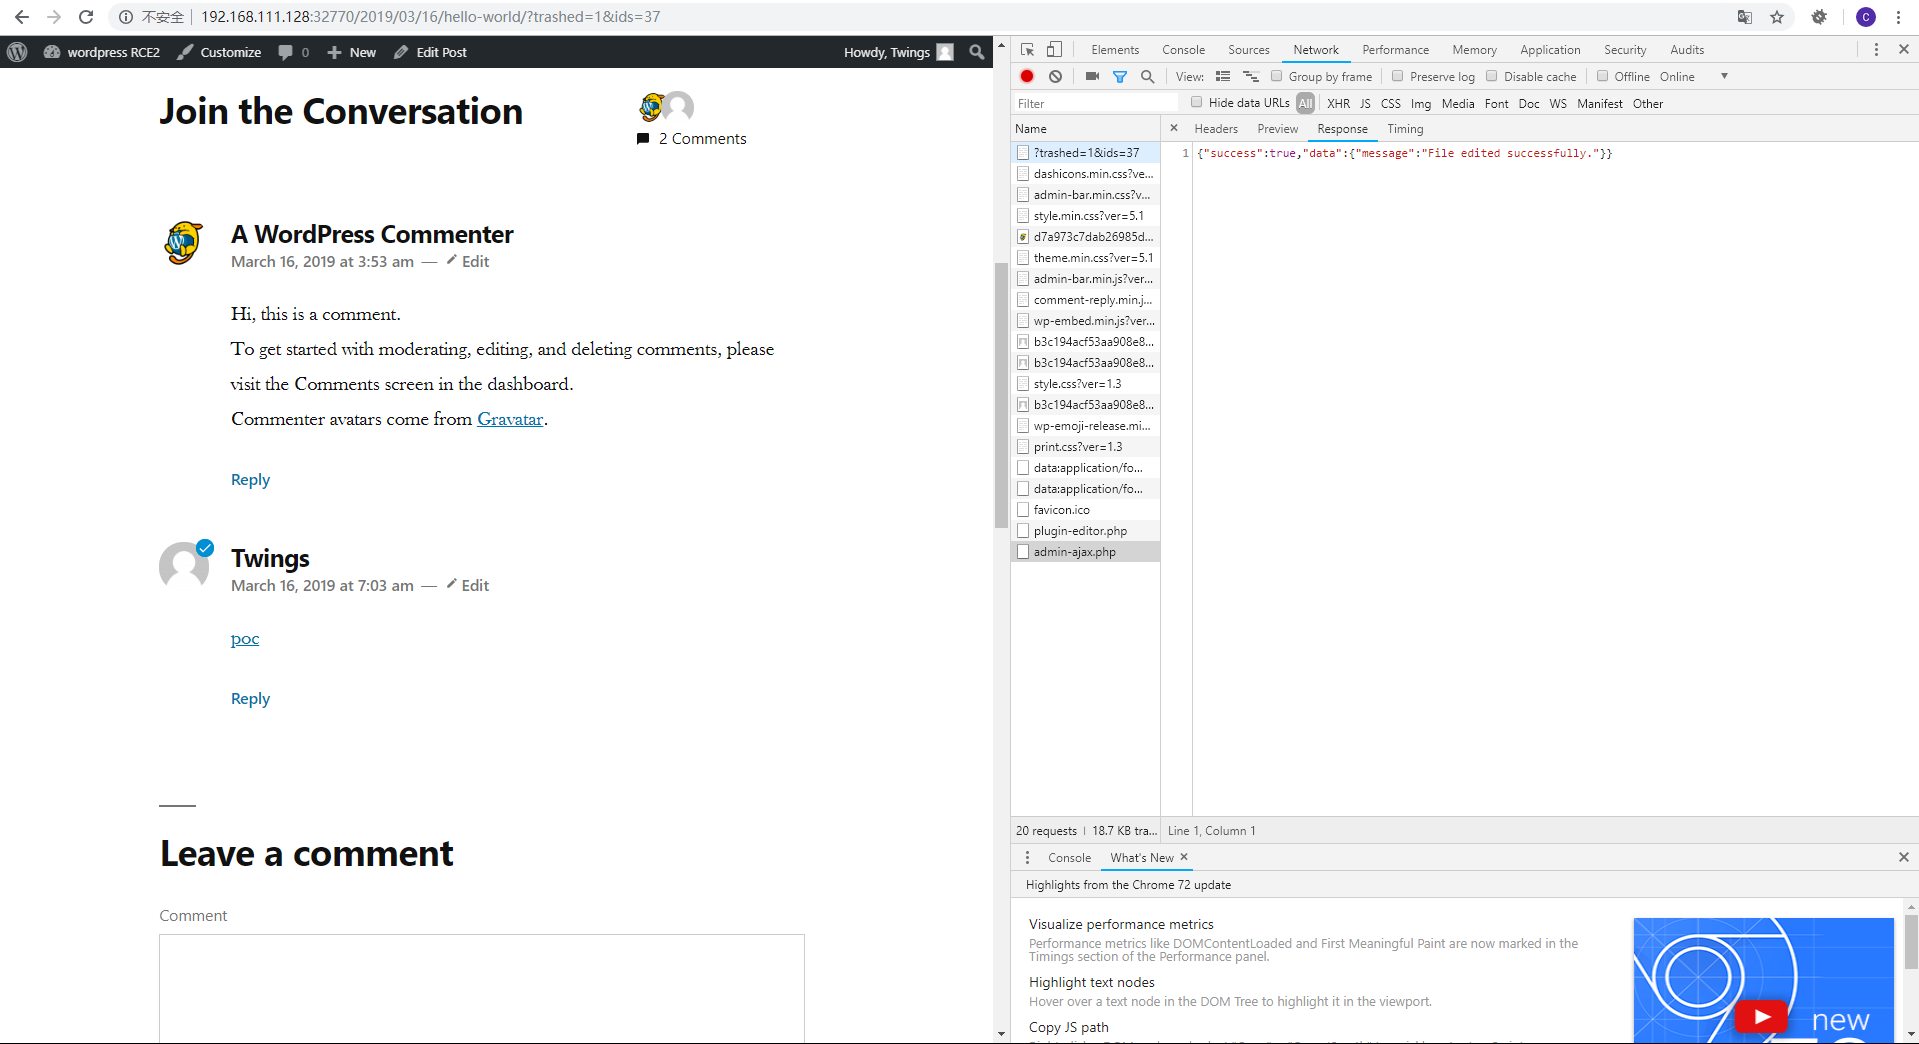 不安全 192.168.111.128:32770/2019/03/16/hello-world/?trashed=1&ids=37
C
wordpress RCE2 Customize 0 New Edit Post Howdy, Twings
Join the Conversation
2 Comments
A WordPress Commenter
March 16, 2019 at 3:53 am — Edit
Hi, this is a comment.
To get started with moderating, editing, and deleting comments, please
visit the Comments screen in the dashboard.
Commenter avatars come from Gravatar.
Reply
Twings
March 16, 2019 at 7:03 am — Edit
poc
Reply
Leave a comment
Comment
Elements Console Sources Network Performance Memory Application Security Audits
View: Group by frame Preserve log Disable cache Offline Online
Filter Hide data URLs All XHR JS CSS Img Media Font Doc WS Manifest Other
Name
?trashed=1&ids=37
dashicons.min.css?ve...
admin-bar.min.css?v...
style.min.css?ver=5.1
d7a973c7dab26985d...
theme.min.css?ver=5.1
admin-bar.min.js?ver...
comment-reply.min.j...
wp-embed.min.js?ver...
b3c194acf53aa908e8...
b3c194acf53aa908e8...
style.css?ver=1.3
b3c194acf53aa908e8...
wp-emoji-release.mi...
print.css?ver=1.3
data:application/fo...
data:application/fo...
favicon.ico
plugin-editor.php
admin-ajax.php
20 requests | 18.7 KB tra...
Headers Preview Response Timing
1 {"success":true,"data":{"message":"File edited successfully."}}
Line 1, Column 1
Console What's New
Highlights from the Chrome 72 update
Visualize performance metrics
Performance metrics like DOMContentLoaded and First Meaningful Paint are now marked in the
Timings section of the Performance panel.
Highlight text nodes
Hover over a text node in the DOM Tree to highlight it in the viewport.
Copy JS path
new